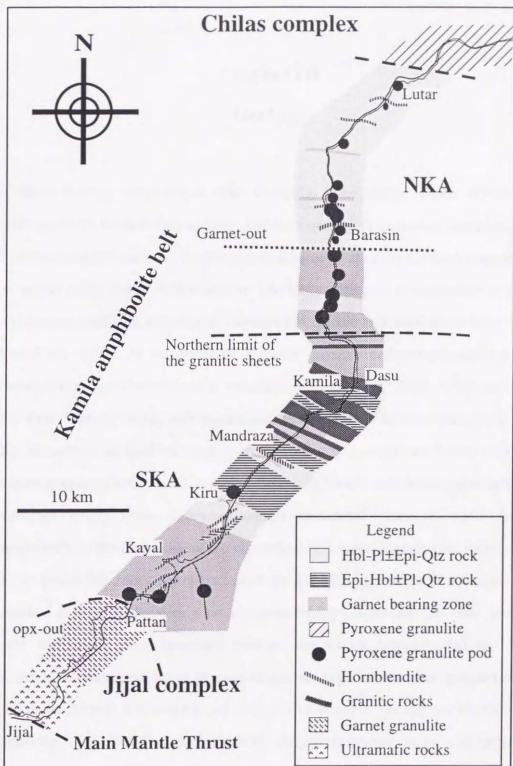 Chilas complex
N
Lutar
NKA
Garnet-out
Barasin
Kamila amphibolite belt
Northern limit
of the granitic sheets
Kamila
Dasu
Mandraza
SKA
10 km
Kiru
Kayal
Pattan
opx-out
Jijal complex
Jijal
Main Mantle Thrust
Legend
Hbl-Pl±Epi-Qtz rock
Epi-Hbl±Pl-Qtz rock
Garnet bearing zone
Pyroxene granulite
Pyroxene granulite pod
Hornblendite
Granitic rocks
Garnet granulite
Ultramafic rocks